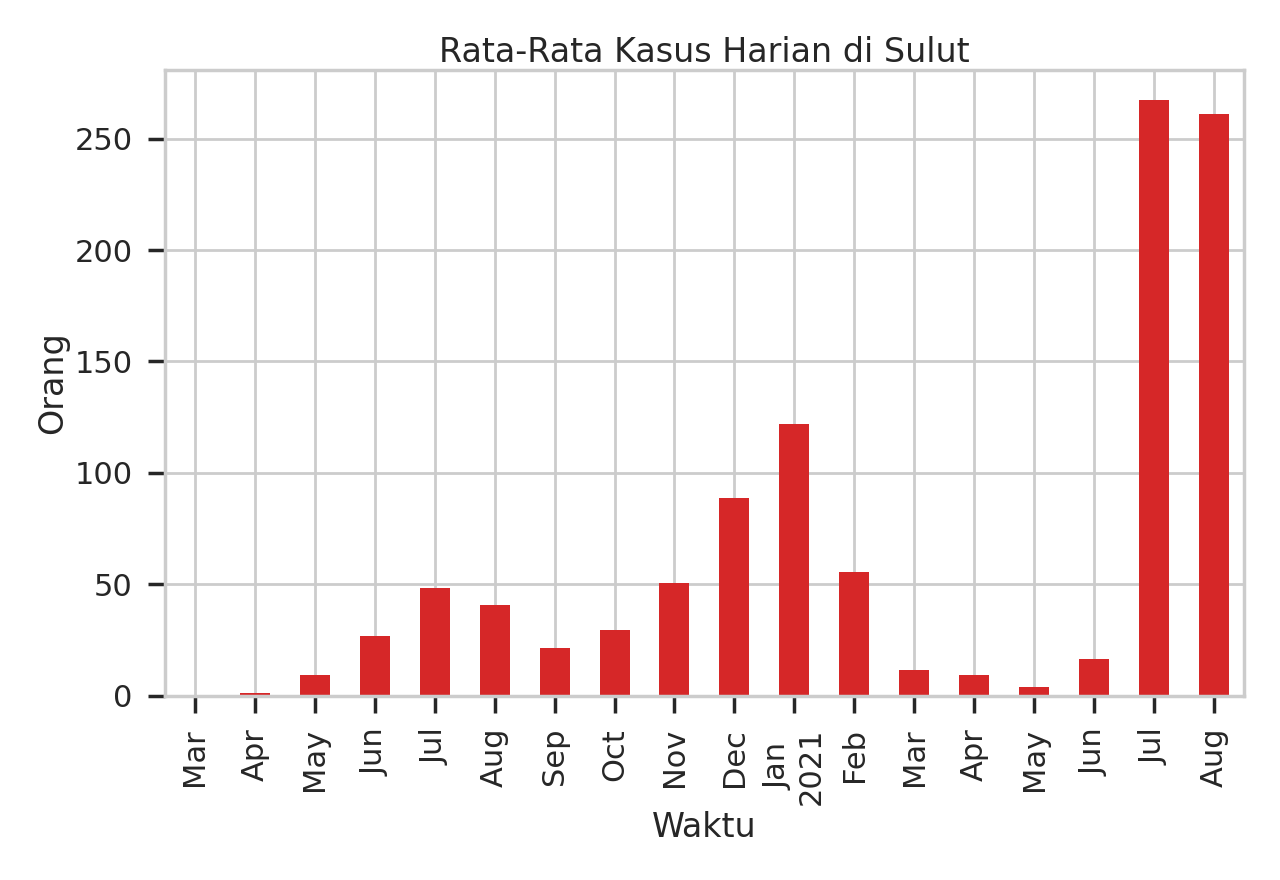 Rata-Rata Kasus Harian di Sulut
Orang
250
200
150
100
50
0
Mar
Apr
May
Jun
Jul
Aug
Sep
Oct
Nov
Dec
Jan
2021
Feb
Mar
Apr
May
Jun
Jul
Aug
Waktu